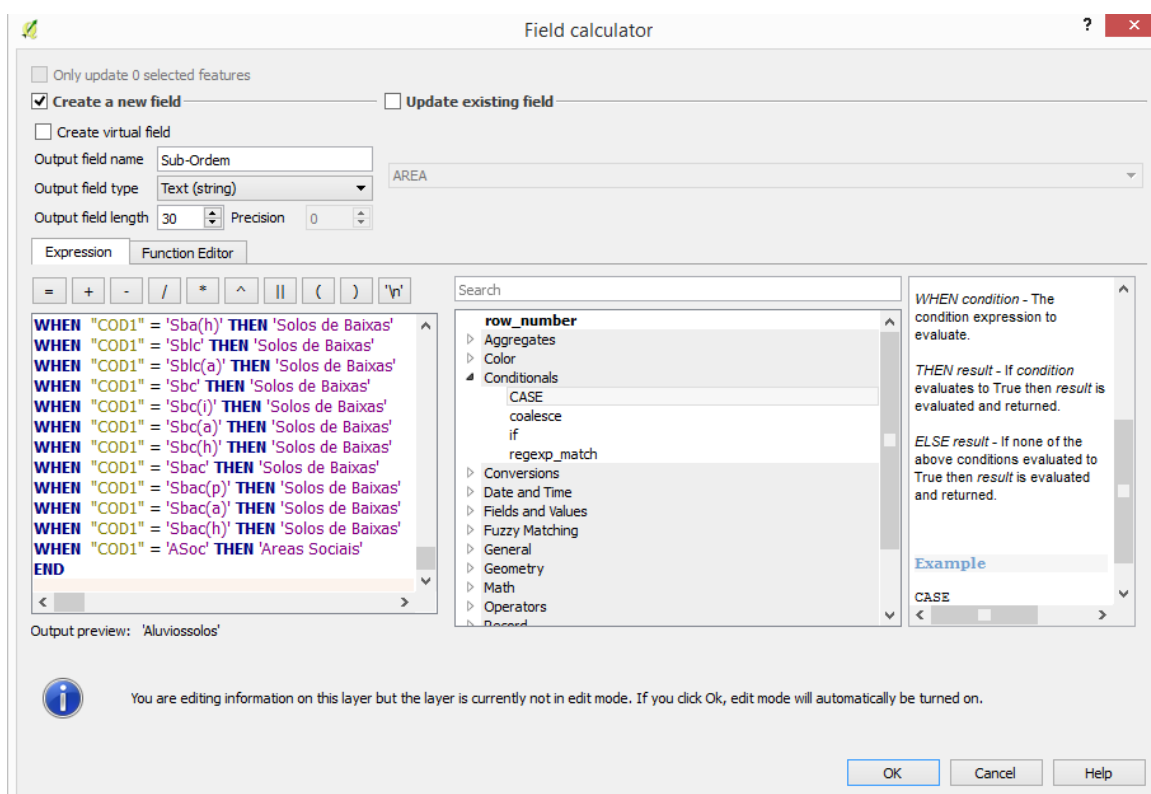 Field calculator
?
Only update 0 selected features
Create a new field
Update existing field
Create virtual field
Output field name Sub-Ordem
AREA
Output field type Text (string)
Output field length 30 Precision 0
Expression Function Editor
= + - / * ^ || ( ) '\n'
WHEN "COD1" = 'Sba(h)' THEN 'Solos de Baixas'
WHEN "COD1" = 'Sblc' THEN 'Solos de Baixas'
WHEN "COD1" = 'Sblc(a)' THEN 'Solos de Baixas'
WHEN "COD1" = 'Sbc' THEN 'Solos de Baixas'
WHEN "COD1" = 'Sbc(i)' THEN 'Solos de Baixas'
WHEN "COD1" = 'Sbc(a)' THEN 'Solos de Baixas'
WHEN "COD1" = 'Sbc(h)' THEN 'Solos de Baixas'
WHEN "COD1" = 'Sbac' THEN 'Solos de Baixas'
WHEN "COD1" = 'Sbac(p)' THEN 'Solos de Baixas'
WHEN "COD1" = 'Sbac(a)' THEN 'Solos de Baixas'
WHEN "COD1" = 'Sbac(h)' THEN 'Solos de Baixas'
WHEN "COD1" = 'ASoc' THEN 'Areas Sociais'
END
Output preview: 'Aluviossolos'
Search
row_number
Aggregates
Color
Conditionals
CASE
coalesce
if
regexp_match
Conversions
Date and Time
Fields and Values
Fuzzy Matching
General
Geometry
Math
Operators
Record
WHEN condition - The
condition expression to
evaluate.
THEN result - If condition
evaluates to True then result is
evaluated and returned.
ELSE result - If none of the
above conditions evaluated to
True then result is evaluated
and returned.
Example
CASE
You are editing information on this layer but the layer is currently not in edit mode. If you click Ok, edit mode will automatically be turned on.
OK Cancel Help